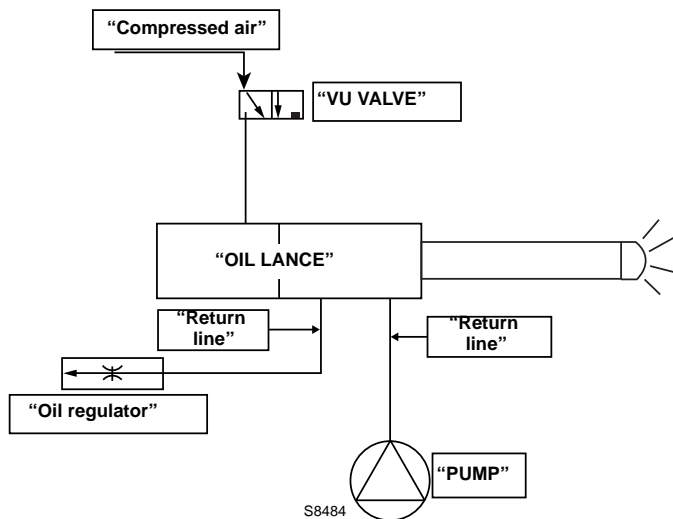 “Compressed air”
“VU VALVE”
“OIL LANCE”
“Return
line”
“Return
line”
“Oil regulator”
“PUMP”
S8484